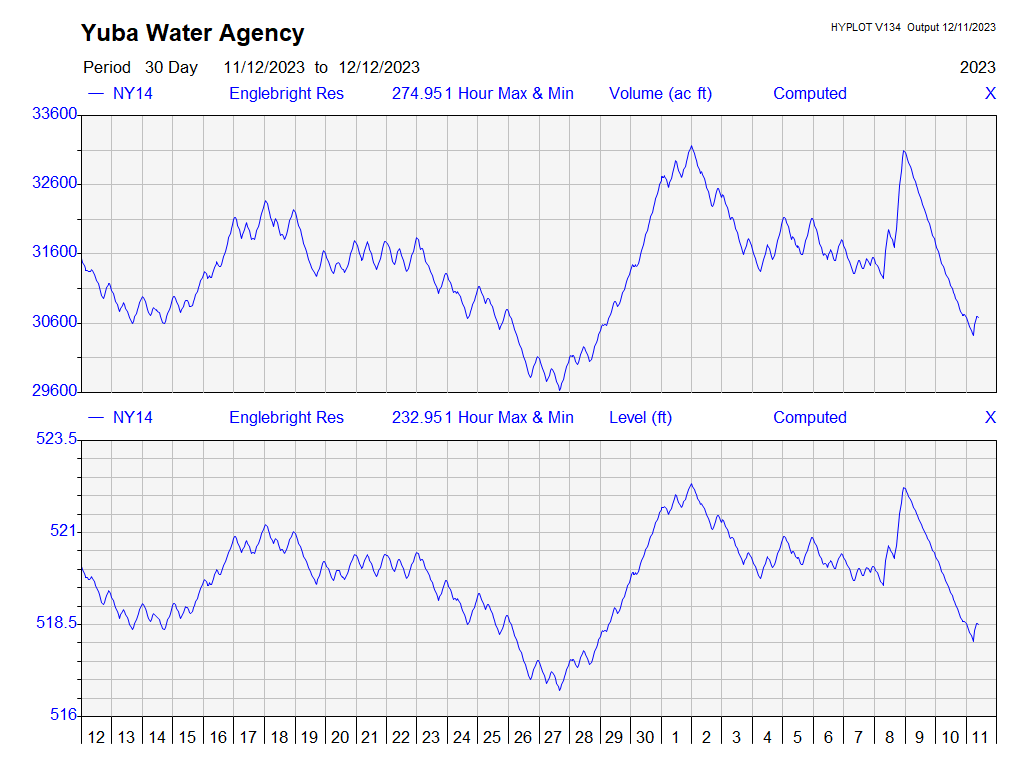 Yuba Water Agency
HYPLOT V134 Output 12/11/2023
Period 30 Day 11/12/2023 to 12/12/2023
2023
NY14 Englebright Res 274.951 Hour Max & Min Volume (ac ft) Computed X
33600
32600
31600
30600
29600
NY14 Englebright Res 232.951 Hour Max & Min Level (ft) Computed X
523.5
521
518.5
516
12 13 14 15 16 17 18 19 20 21 22 23 24 25 26 27 28 29 30 1 2 3 4 5 6 7 8 9 10 11